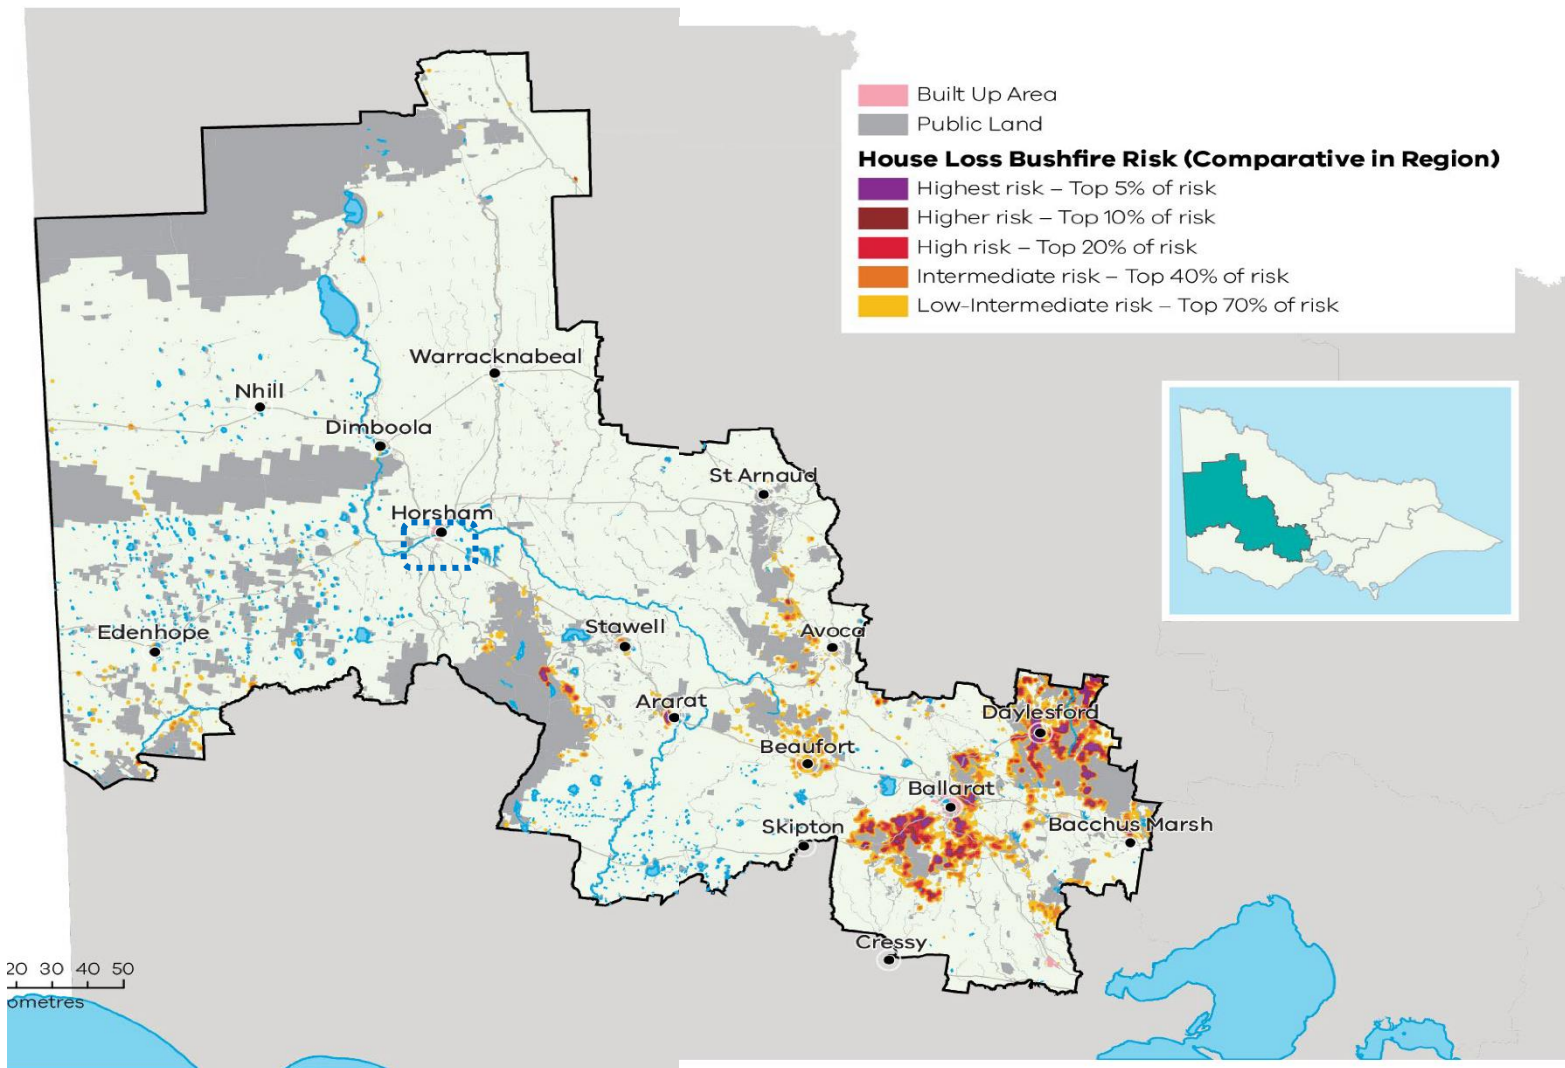 Built Up Area
Public Land
House Loss Bushfire Risk (Comparative in Region)
Highest risk – Top 5% of risk
Higher risk – Top 10% of risk
High risk – Top 20% of risk
Intermediate risk – Top 40% of risk
Low-Intermediate risk – Top 70% of risk
Warracknabeal
Nhill
Dimboola
St Arnaud
Horsham
Edenhope
Stawell
Avoca
Ararat
Daylesford
Beaufort
Ballarat
Skipton
Bacchus Marsh
Cressy
20 30 40 50
ometres